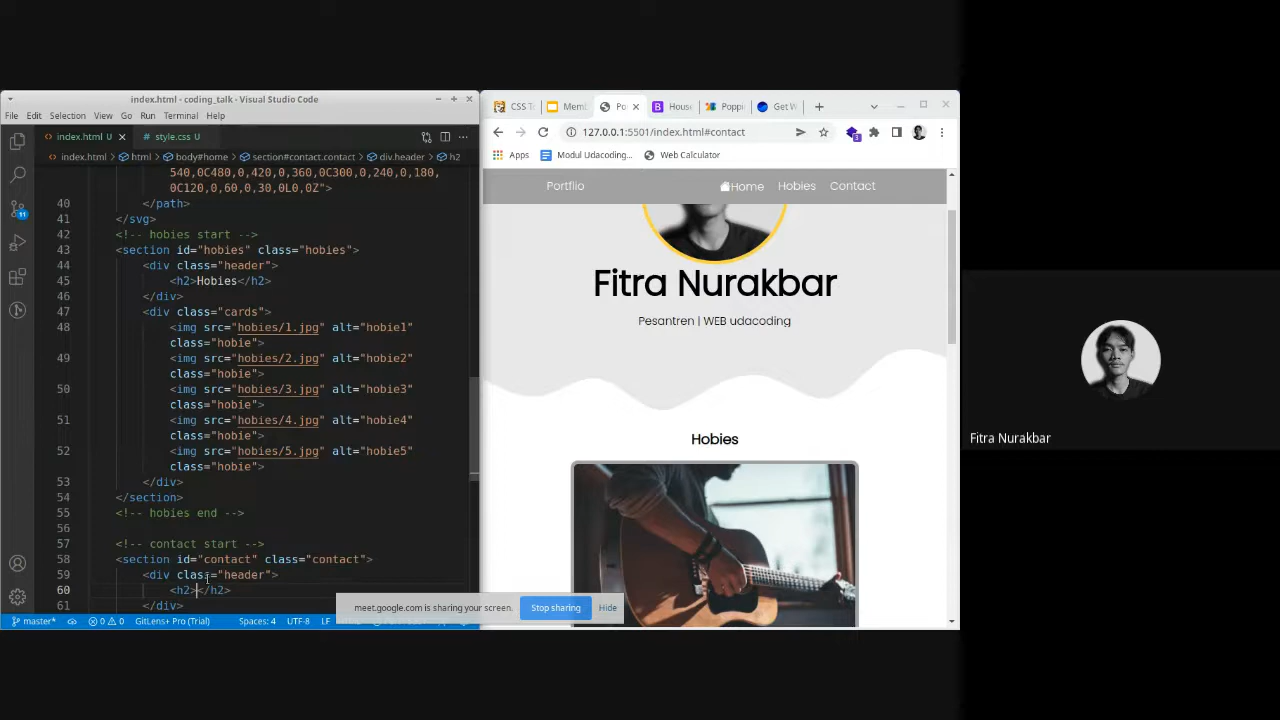 index.html - coding_talk - Visual Studio Code
File Edit Selection View Go Run Terminal Help
index.html U style.css U
index.html html body#home section#contact.contact div.header h2
540,0C480,0,420,0,360,0C300,0,240,0,180,
0C120,0,60,0,30,0L0,0Z">
40 </path>
41 </svg>
42 <!-- hobies start -->
43 <section id="hobies" class="hobies">
44 <div class="header">
45 <h2>Hobies</h2>
46 </div>
47 <div class="cards">
48 <img src="hobies/1.jpg" alt="hobie1"
class="hobie">
49 <img src="hobies/2.jpg" alt="hobie2"
class="hobie">
50 <img src="hobies/3.jpg" alt="hobie3"
class="hobie">
51 <img src="hobies/4.jpg" alt="hobie4"
class="hobie">
52 <img src="hobies/5.jpg" alt="hobie5"
class="hobie">
53 </div>
54 </section>
55 <!-- hobies end -->
56
57 <!-- contact start -->
58 <section id="contact" class="contact">
59 <div class="header">
60 <h2></h2>
61 </div>
11
master* 0 0 GitLens+ Pro (Trial) Spaces: 4 UTF-8 LF
meet.google.com is sharing your screen. Stop sharing Hide
CSS Memb Po House Poppi Get W
127.0.0.1:5501/index.html#contact
3
Apps Modul Udacoding... Web Calculator
Portflio Home Hobies Contact
Fitra Nurakbar
Pesantren | WEB udacoding
Hobies
Fitra Nurakbar